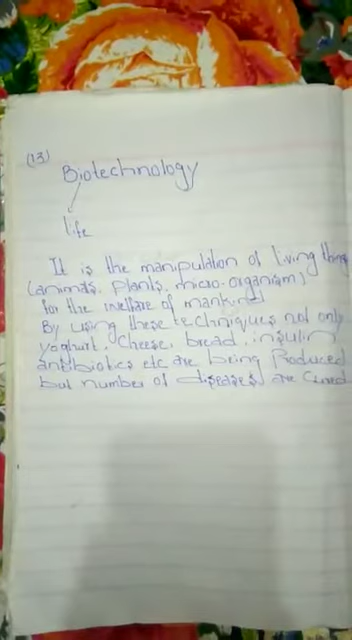 (13)
Biotechnology
life
It is the manipulation of living things
(animals, plants, micro-organism)
for the welfare of mankind
By using these techniques not only
yoghurt, cheese, bread, insulin
antibiotics etc are being Produced
but number of diseases are Cured